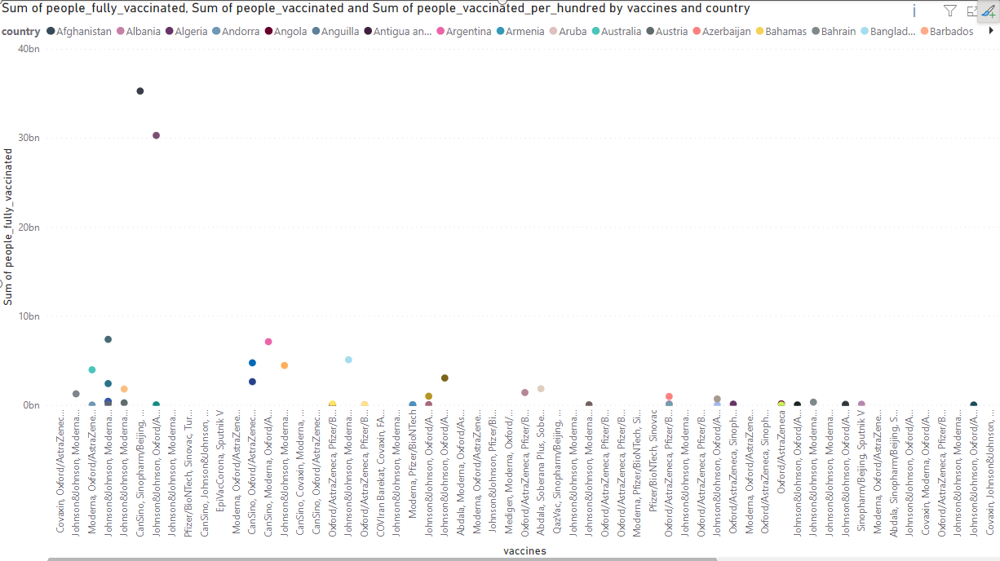 Sum of people_fully_vaccinated, Sum of people_vaccinated and Sum of people_vaccinated_per_hundred by vaccines and country
country Afghanistan Albania Algeria Andorra Angola Anguilla Antigua an... Argentina Armenia Aruba Australia Austria Azerbaijan Bahamas Bahrain Banglad... Barbados
40bn
30bn
20bn
10bn
0bn
Sum of people_fully_vaccinated
Covaxin, Oxford/AstraZenec...
Johnson&Johnson, Moderna...
Moderna, Oxford/AstraZene...
Johnson&Johnson, Moderna...
Johnson&Johnson, Moderna...
CanSino, Sinopharm/Beijing, ...
Johnson&Johnson, Oxford/A...
Johnson&Johnson, Moderna...
Pfizer/BioNTech, Sinovac, Tur...
CanSino, Johnson&Johnson, ...
EpiVacCorona, Sputnik V
Moderna, Oxford/AstraZene...
CanSino, Oxford/AstraZenec...
CanSino, Moderna, Oxford/A...
Johnson&Johnson, Moderna...
CanSino, Covaxin, Moderna, ...
CanSino, Oxford/AstraZenec...
Oxford/AstraZeneca, Pfizer/B...
Johnson&Johnson, Moderna...
Oxford/AstraZeneca, Pfizer/B...
COVIran Barekat, Covaxin, FA...
Johnson&Johnson, Moderna...
Moderna, Pfizer/BioNTech
Johnson&Johnson, Oxford/A...
Johnson&Johnson, Oxford/A...
Abdala, Moderna, Oxford/As...
Moderna, Oxford/AstraZene...
Johnson&Johnson, Pfizer/Bi...
Medigen, Moderna, Oxford/...
Oxford/AstraZeneca, Pfizer/B...
Abdala, Soberana Plus, Sobe...
QazVac, Sinopharm/Beijing, ...
Johnson&Johnson, Moderna...
Johnson&Johnson, Moderna...
Oxford/AstraZeneca, Pfizer/B...
Oxford/AstraZeneca, Pfizer/B...
Moderna, Pfizer/BioNTech, Si...
Pfizer/BioNTech, Sinovac
Oxford/AstraZeneca, Pfizer/B...
Johnson&Johnson, Moderna...
Oxford/AstraZeneca, Pfizer/B...
Johnson&Johnson, Oxford/A...
Oxford/AstraZeneca, Sinoph...
Moderna, Oxford/AstraZene...
Oxford/AstraZeneca, Sinoph...
Oxford/AstraZeneca
Johnson&Johnson, Oxford/A...
Johnson&Johnson, Moderna...
Johnson&Johnson, Moderna...
Johnson&Johnson, Oxford/A...
Sinopharm/Beijing, Sputnik V
Moderna, Oxford/AstraZene...
Abdala, Sinopharm/Beijing, S...
Johnson&Johnson, Oxford/A...
Covaxin, Moderna, Oxford/A...
Oxford/AstraZeneca, Pfizer/B...
Johnson&Johnson, Moderna...
Johnson&Johnson, Oxford/A...
Covaxin, Johnson&Johnson, ...
vaccines